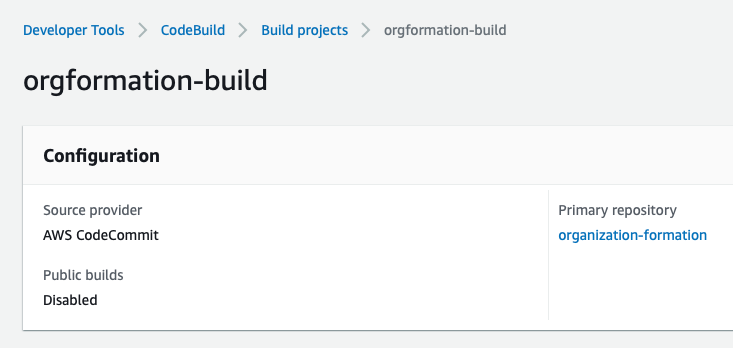 Developer Tools > CodeBuild > Build projects > orgformation-build
orgformation-build
Configuration
Source provider
AWS CodeCommit
Public builds
Disabled
Primary repository
organization-formation